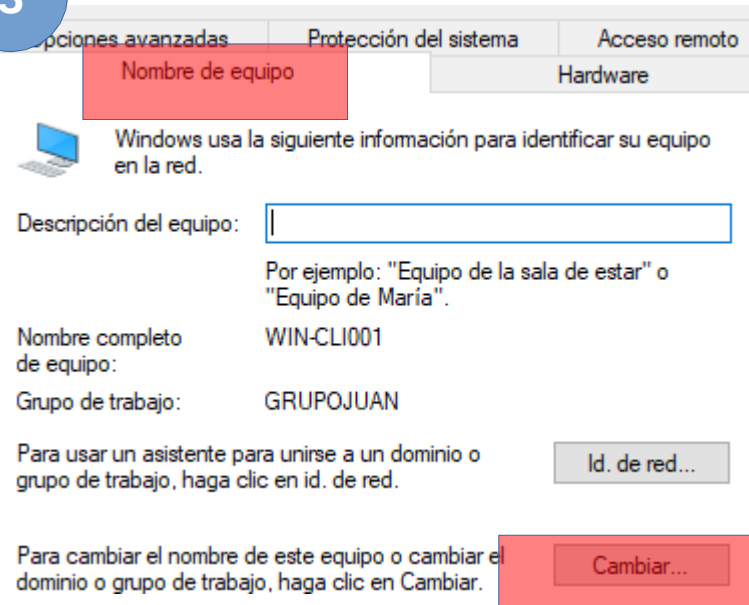 3
opciones avanzadas Protección del sistema Acceso remoto
Nombre de equipo Hardware
Windows usa la siguiente información para identificar su equipo
en la red.
Descripción del equipo:
Por ejemplo: "Equipo de la sala de estar" o
"Equipo de María".
Nombre completo WIN-CLI001
de equipo:
Grupo de trabajo: GRUPOJUAN
Para usar un asistente para unirse a un dominio o
grupo de trabajo, haga clic en id. de red.
Id. de red...
Para cambiar el nombre de este equipo o cambiar el
dominio o grupo de trabajo, haga clic en Cambiar.
Cambiar...